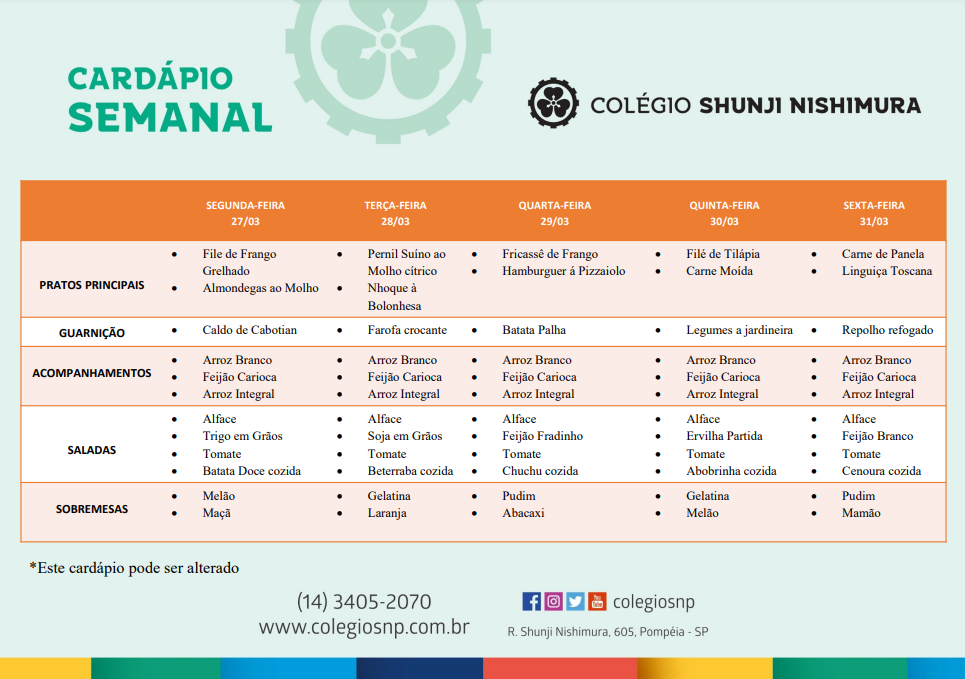 CARDÁPIO
SEMANAL
COLÉGIO SHUNJI NISHIMURA
SEGUNDA-FEIRA
27/03
TERÇA-FEIRA
28/03
QUARTA-FEIRA
29/03
QUINTA-FEIRA
30/03
SEXTA-FEIRA
31/03
PRATOS PRINCIPAIS
• File de Frango
Grelhado
• Almondegas ao Molho
• Pernil Suíno ao
Molho cítrico
• Nhoque à
Bolonhesa
• Fricassê de Frango
• Hamburguer á Pizzaiolo
• Filé de Tilápia
• Carne Moída
• Carne de Panela
• Linguiça Toscana
GUARNIÇÃO
• Caldo de Cabotian
• Farofa crocante
• Batata Palha
• Legumes a jardineira
• Repolho refogado
ACOMPANHAMENTOS
• Arroz Branco
• Feijão Carioca
• Arroz Integral
• Arroz Branco
• Feijão Carioca
• Arroz Integral
• Arroz Branco
• Feijão Carioca
• Arroz Integral
• Arroz Branco
• Feijão Carioca
• Arroz Integral
• Arroz Branco
• Feijão Carioca
• Arroz Integral
SALADAS
• Alface
• Trigo em Grãos
• Tomate
• Batata Doce cozida
• Alface
• Soja em Grãos
• Tomate
• Beterraba cozida
• Alface
• Feijão Fradinho
• Tomate
• Chuchu cozida
• Alface
• Ervilha Partida
• Tomate
• Abobrinha cozida
• Alface
• Feijão Branco
• Tomate
• Cenoura cozida
SOBREMESAS
• Melão
• Maçã
• Gelatina
• Laranja
• Pudim
• Abacaxi
• Gelatina
• Melão
• Pudim
• Mamão
*Este cardápio pode ser alterado
(14) 3405-2070
www.colegiosnp.com.br
You Tube
colegiosnp
R. Shunji Nishimura, 605, Pompéia - SP